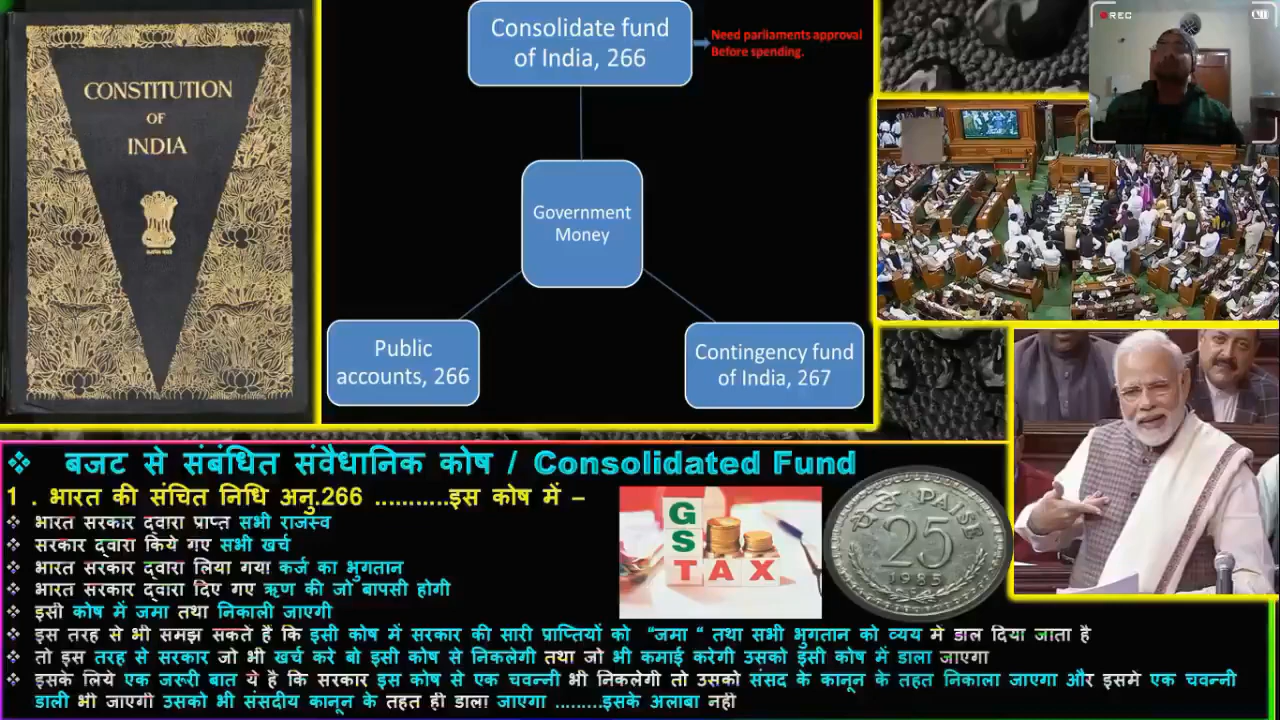 CONSTITUTION
OF
INDIA
Consolidate fund
of India, 266
Need parliaments approval
Before spending.
Government
Money
Public
accounts, 266
Contingency fund
of India, 267
REC
❖ बजट से संबंधित संवैधानिक कोष / Consolidated Fund
1 . भारत की संचित निधि अनु.266 ...........इस कोष में –
❖ भारत सरकार द्वारा प्राप्त सभी राजस्व
❖ सरकार द्वारा किये गए सभी खर्च
❖ भारत सरकार द्वारा लिया गया कर्ज का भुगतान
❖ भारत सरकार द्वारा दिए गए ऋण की जो बापसी होगी
❖ इसी कोष में जमा तथा निकाली जाएगी
❖ इस तरह से भी समझ सकते हैं कि इसी कोष में सरकार की सारी प्राप्तियों को "जमा " तथा सभी भुगतान को व्यय में डाल दिया जाता है
❖ तो इस तरह से सरकार जो भी खर्च करे बो इसी कोष से निकलेगी तथा जो भी कमाई करेगी उसको इसी कोष में डाला जाएगा
❖ इसके लिये एक जरूरी बात ये है कि सरकार इस कोष से एक चवन्नी भी निकलेगी तो उसको संसद के कानून के तहत निकाला जाएगा और इसमे एक चवन्नी
डाली भी जाएगी उसको भी संसदीय कानून के तहत ही डाला जाएगा .........इसके अलाबा नही
G
S
TAX
PAISE
25
1985